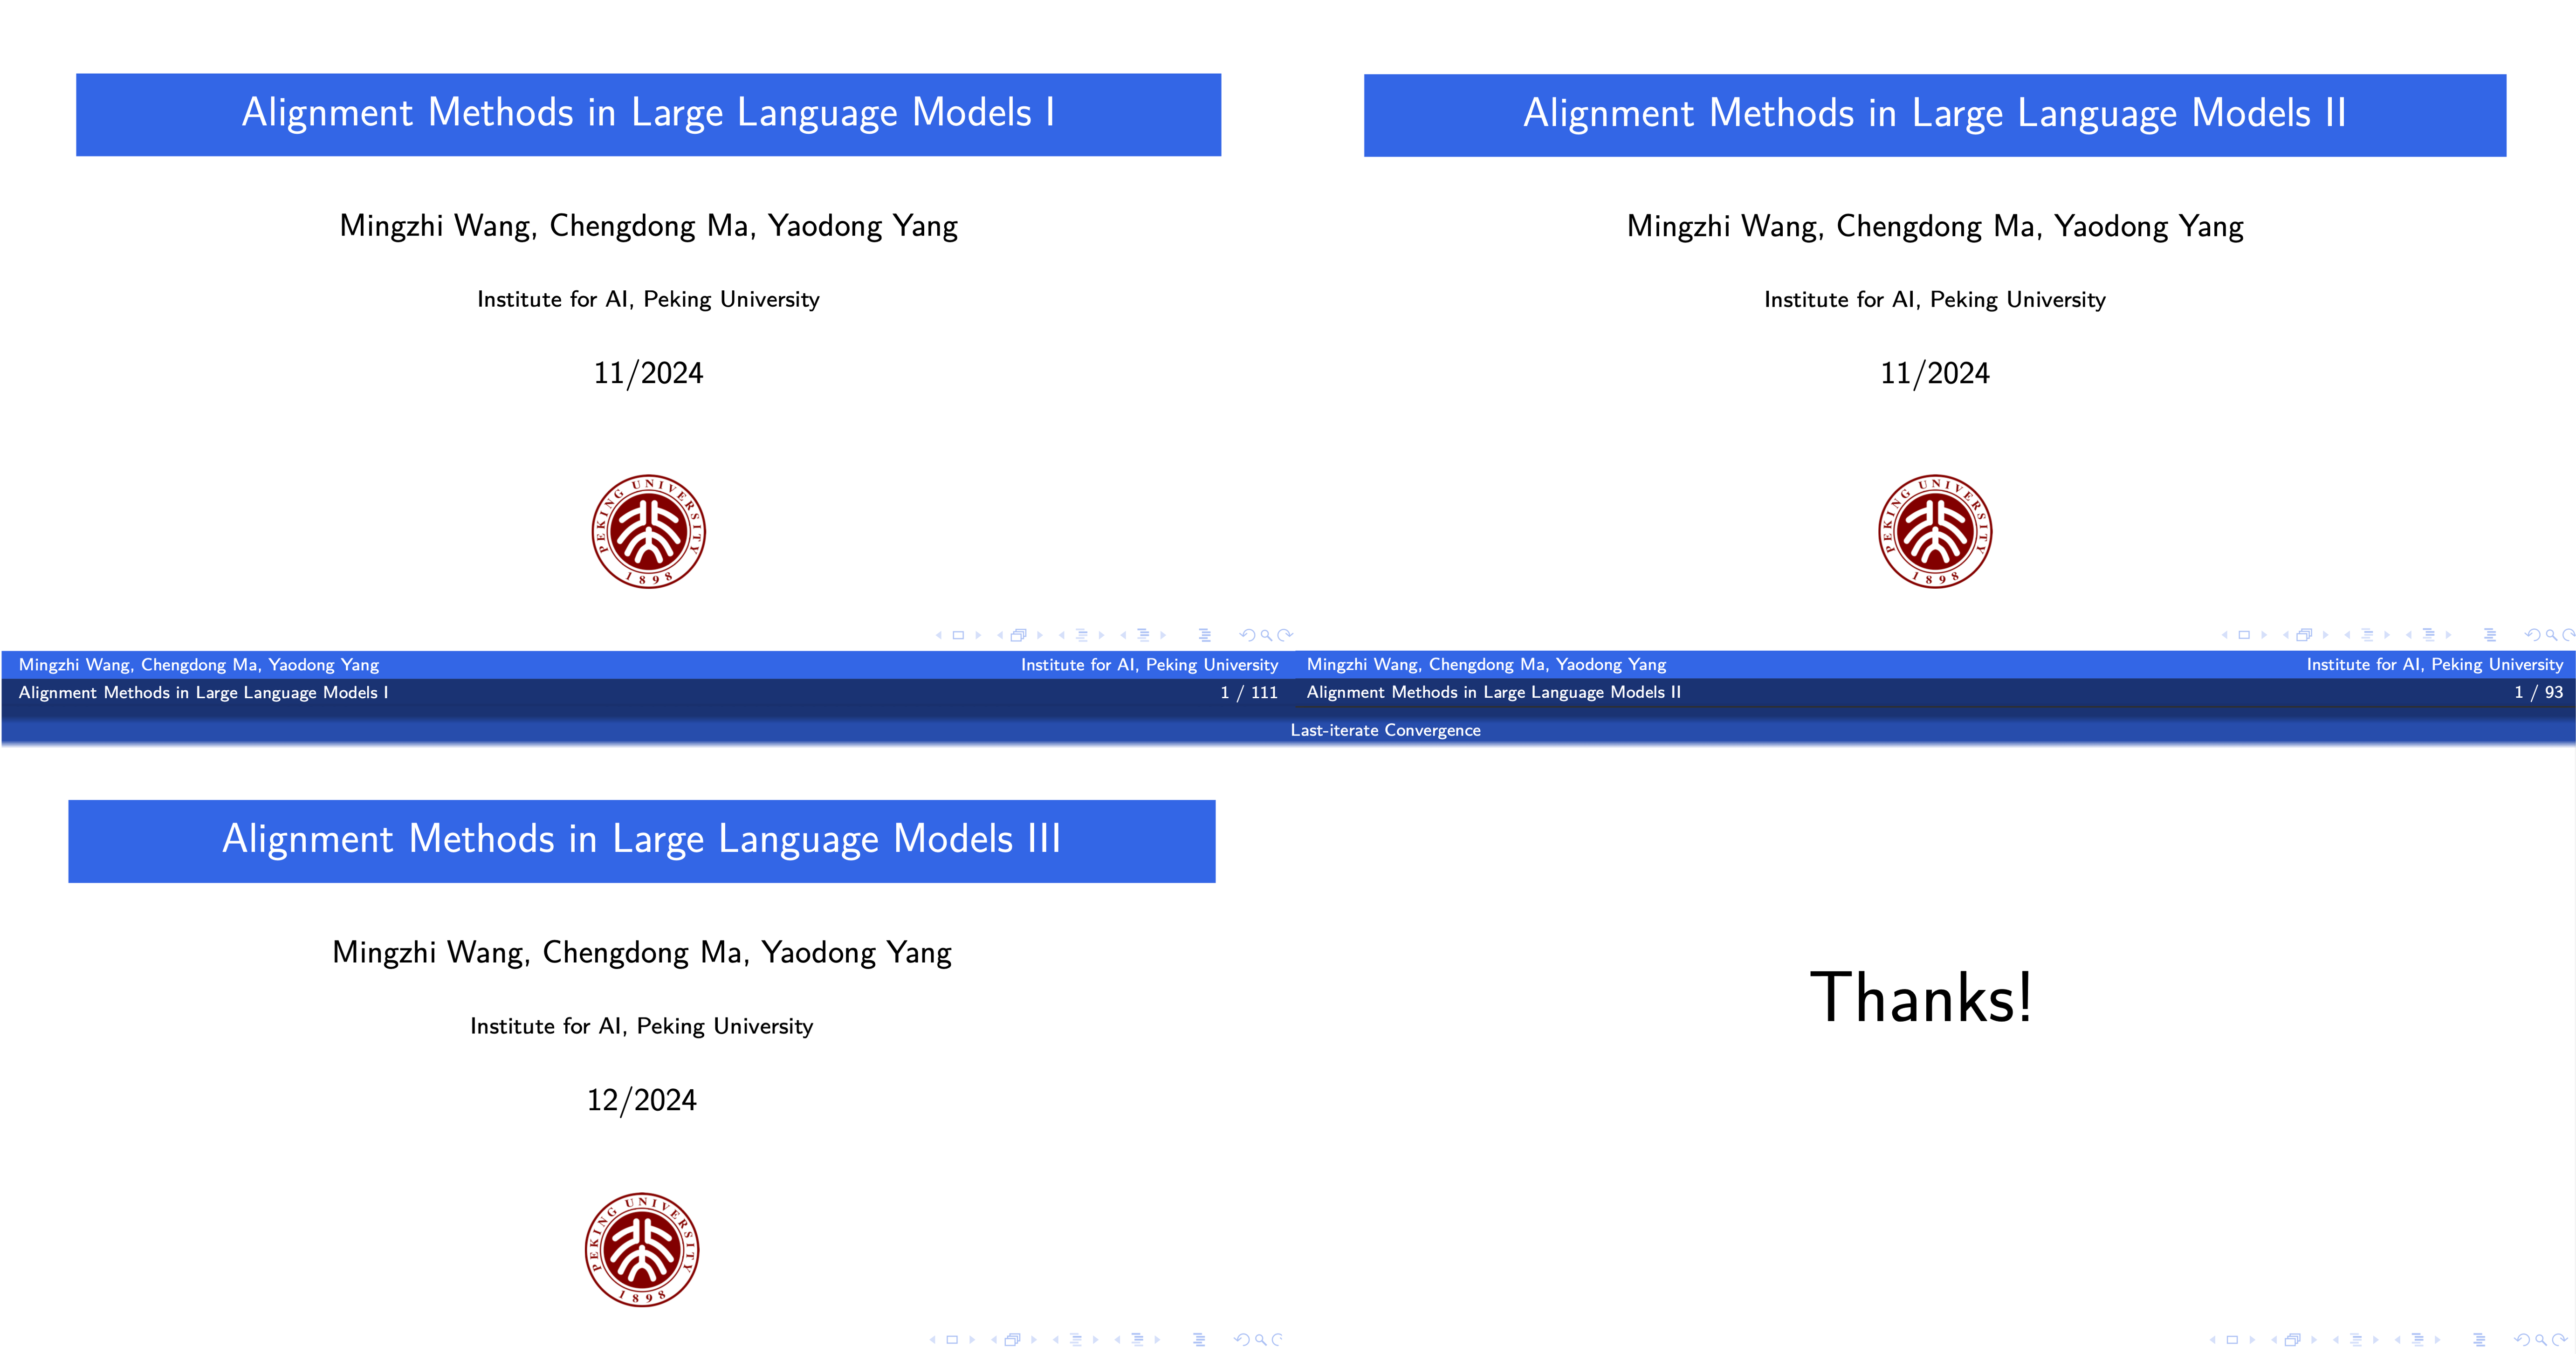 Alignment Methods in Large Language Models I
Mingzhi Wang, Chengdong Ma, Yaodong Yang
Institute for AI, Peking University
11/2024
PEKING UNIVERSITY
1898
Mingzhi Wang, Chengdong Ma, Yaodong Yang
Institute for AI, Peking University
Alignment Methods in Large Language Models I
1 / 111
Alignment Methods in Large Language Models II
Mingzhi Wang, Chengdong Ma, Yaodong Yang
Institute for AI, Peking University
11/2024
PEKING UNIVERSITY
1898
Mingzhi Wang, Chengdong Ma, Yaodong Yang
Institute for AI, Peking University
Alignment Methods in Large Language Models II
1 / 93
Last-iterate Convergence
Alignment Methods in Large Language Models III
Mingzhi Wang, Chengdong Ma, Yaodong Yang
Institute for AI, Peking University
12/2024
PEKING UNIVERSITY
1898
Thanks!